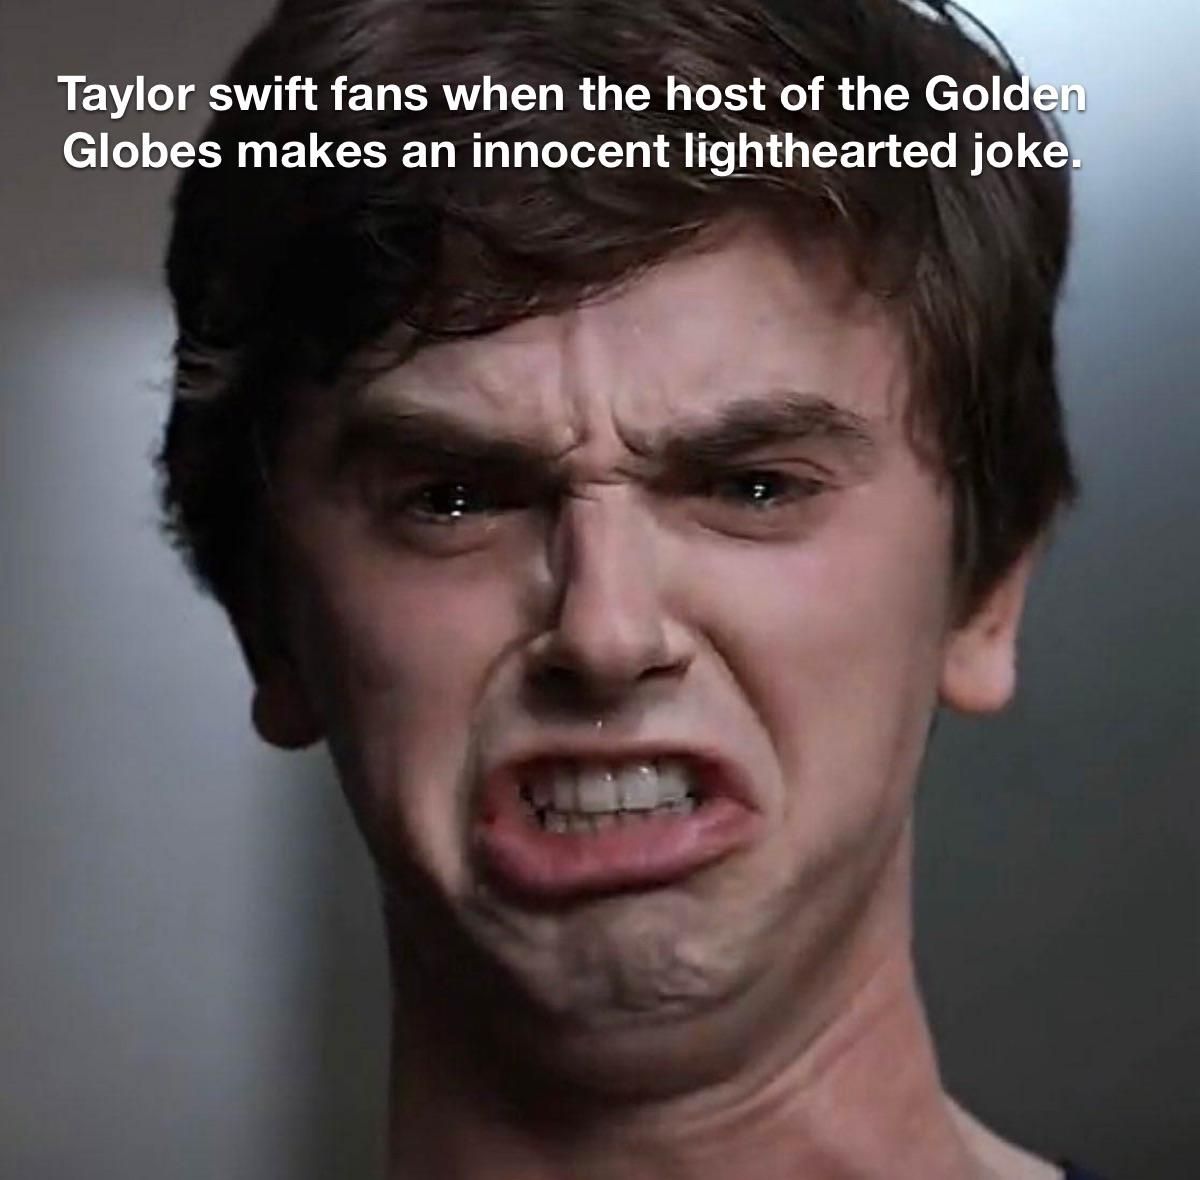 Taylor swift fans when the host of the Golden
Globes makes an innocent lighthearted joke.